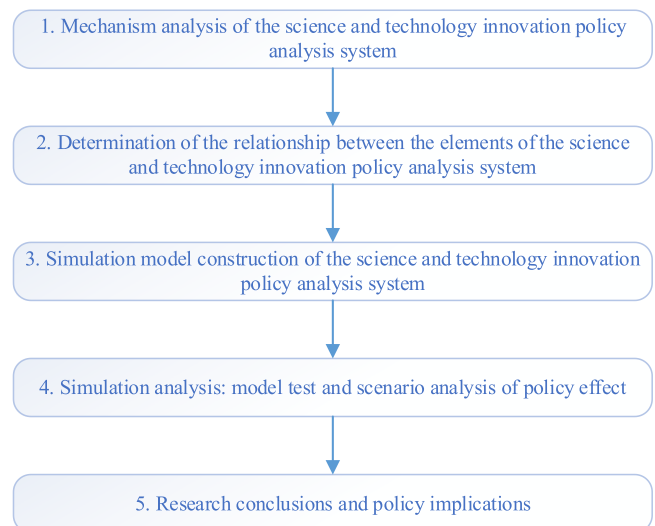 1. Mechanism analysis of the science and technology innovation policy
analysis system
2. Determination of the relationship between the elements of the science
and technology innovation policy analysis system
3. Simulation model construction of the science and technology innovation
policy analysis system
4. Simulation analysis: model test and scenario analysis of policy effect
5. Research conclusions and policy implications